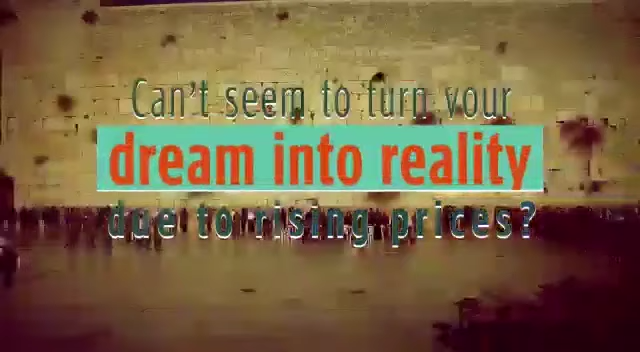 Can't seem to turn your
dream into reality
due to rising prices?